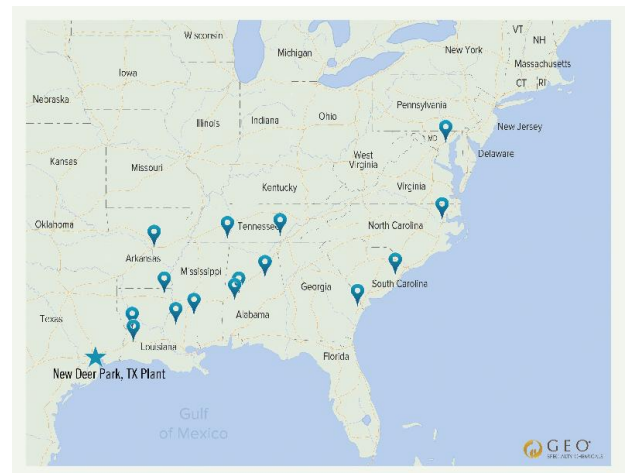 VT
Wisconsin
NH
Michigan
New York
Massachusetts
CT
RI
Iowa
Nebraska
Pennsylvania
Illinois
Indiana
Ohio
New Jersey
MD
Delaware
Kansas
Missouri
West
Virginia
Virginia
Kentucky
Oklahoma
Tennessee
North Carolina
Arkansas
Mississippi
Georgia
South Carolina
Texas
Alabama
Louisiana
Florida
New Deer Park, TX Plant
Gulf
of Mexico
GEO
SPECIALTY CHEMICALS